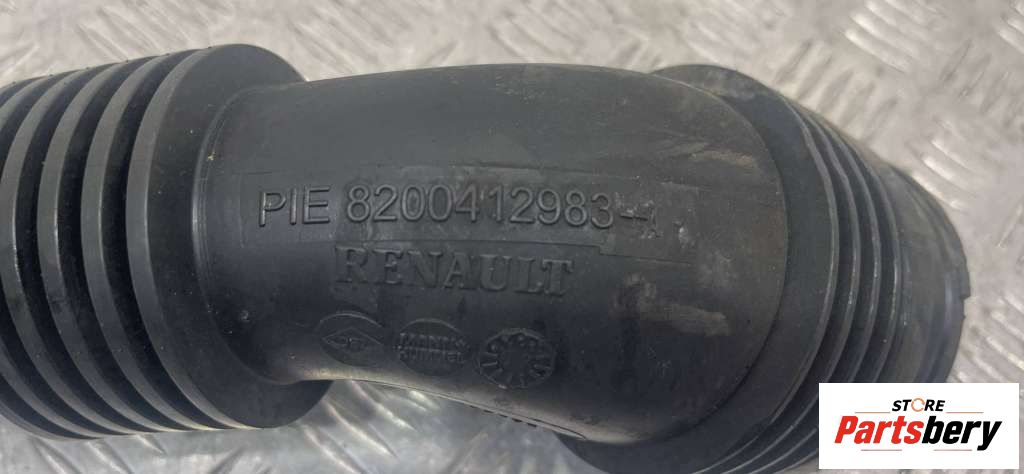 PIE 8200412983--A
RENAULT
STORE
Partsbery